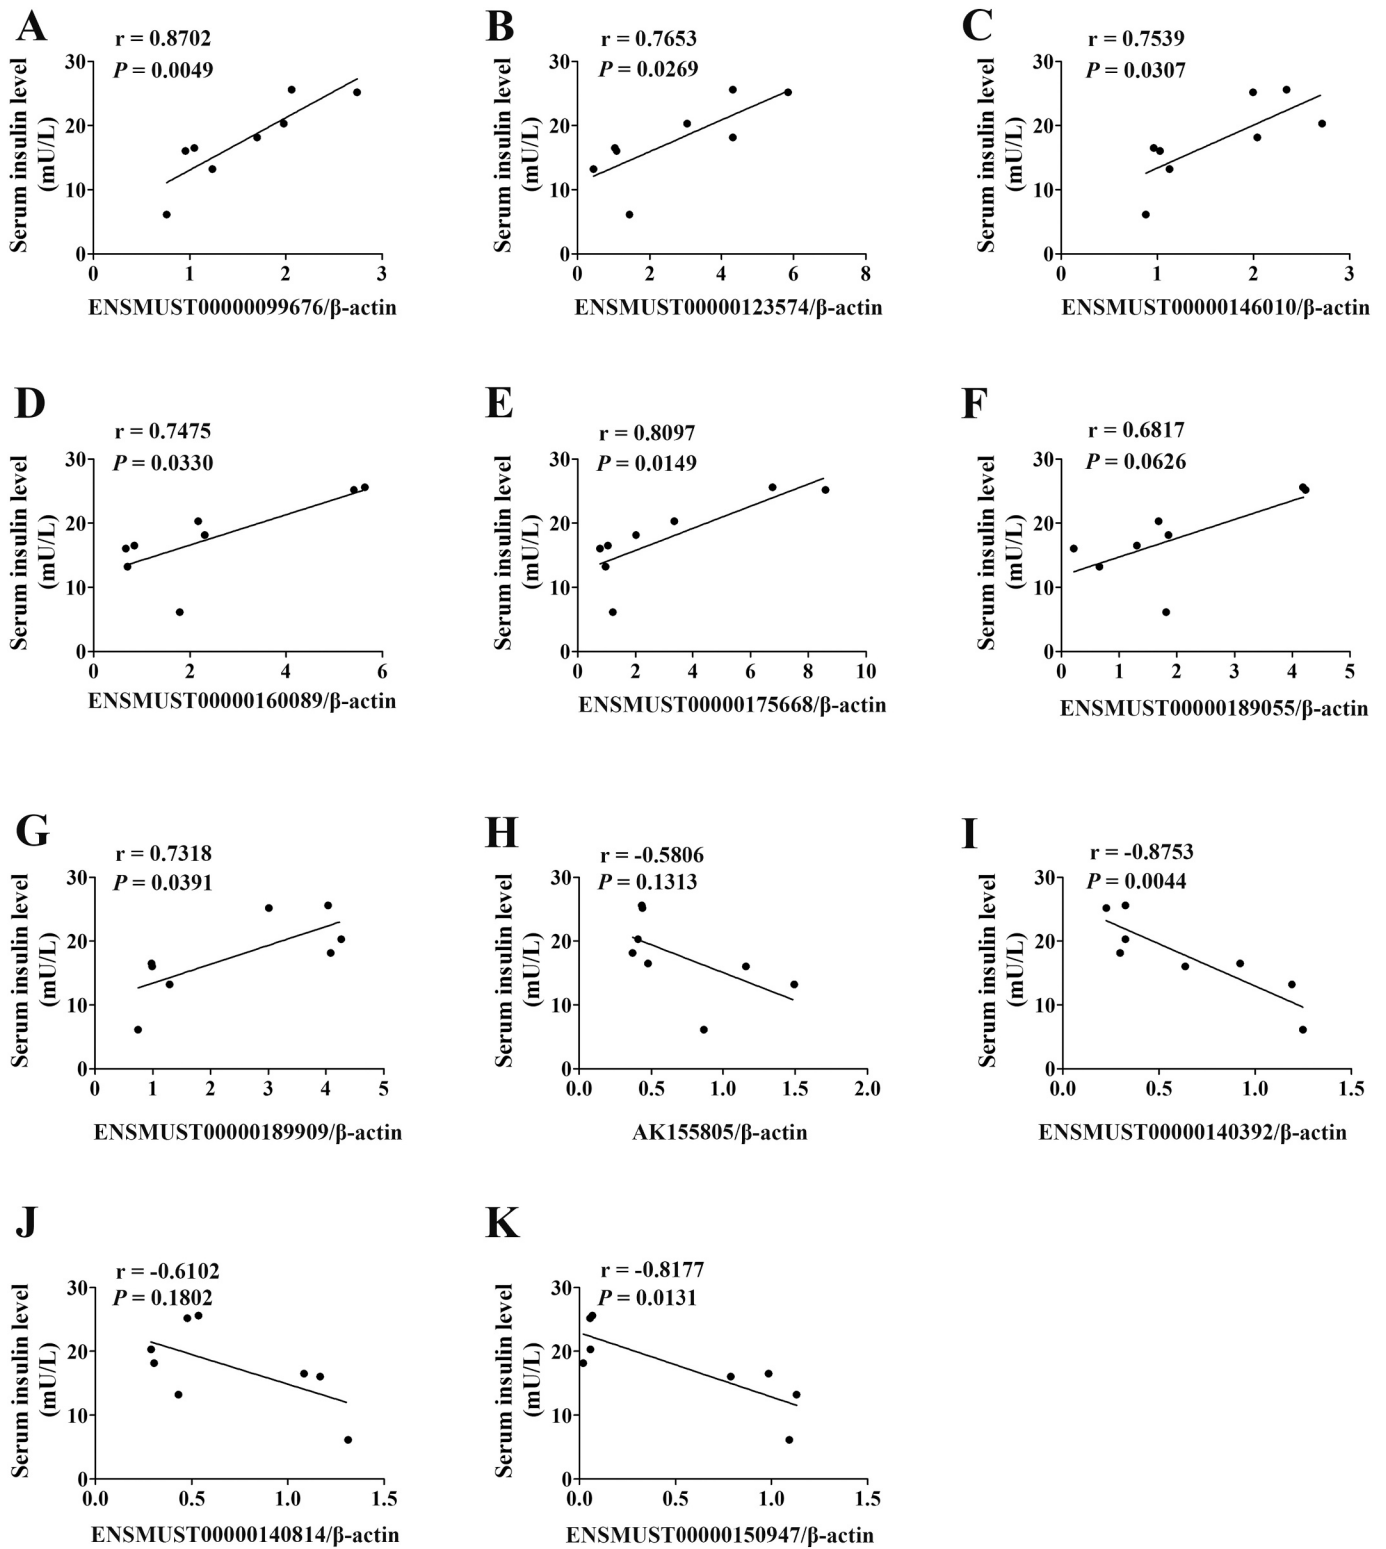 A
r = 0.8702
P = 0.0049
Serum insulin level
(mU/L)
30
20
10
0
0 1 2 3
ENSMUST00000099676/β-actin
B
r = 0.7653
P = 0.0269
Serum insulin level
(mU/L)
30
20
10
0
0 2 4 6 8
ENSMUST00000123574/β-actin
C
r = 0.7539
P = 0.0307
Serum insulin level
(mU/L)
30
20
10
0
0 1 2 3
ENSMUST00000146010/β-actin
D
r = 0.7475
P = 0.0330
Serum insulin level
(mU/L)
30
20
10
0
0 2 4 6
ENSMUST00000160089/β-actin
E
r = 0.8097
P = 0.0149
Serum insulin level
(mU/L)
30
20
10
0
0 2 4 6 8 10
ENSMUST00000175668/β-actin
F
r = 0.6817
P = 0.0626
Serum insulin level
(mU/L)
30
20
10
0
0 1 2 3 4 5
ENSMUST00000189055/β-actin
G
r = 0.7318
P = 0.0391
Serum insulin level
(mU/L)
30
20
10
0
0 1 2 3 4 5
ENSMUST00000189909/β-actin
H
r = -0.5806
P = 0.1313
Serum insulin level
(mU/L)
30
20
10
0
0.0 0.5 1.0 1.5 2.0
AK155805/β-actin
I
r = -0.8753
P = 0.0044
Serum insulin level
(mU/L)
30
20
10
0
0.0 0.5 1.0 1.5
ENSMUST00000140392/β-actin
J
r = -0.6102
P = 0.1802
Serum insulin level
(mU/L)
30
20
10
0
0.0 0.5 1.0 1.5
ENSMUST00000140814/β-actin
K
r = -0.8177
P = 0.0131
Serum insulin level
(mU/L)
30
20
10
0
0.0 0.5 1.0 1.5
ENSMUST00000150947/β-actin